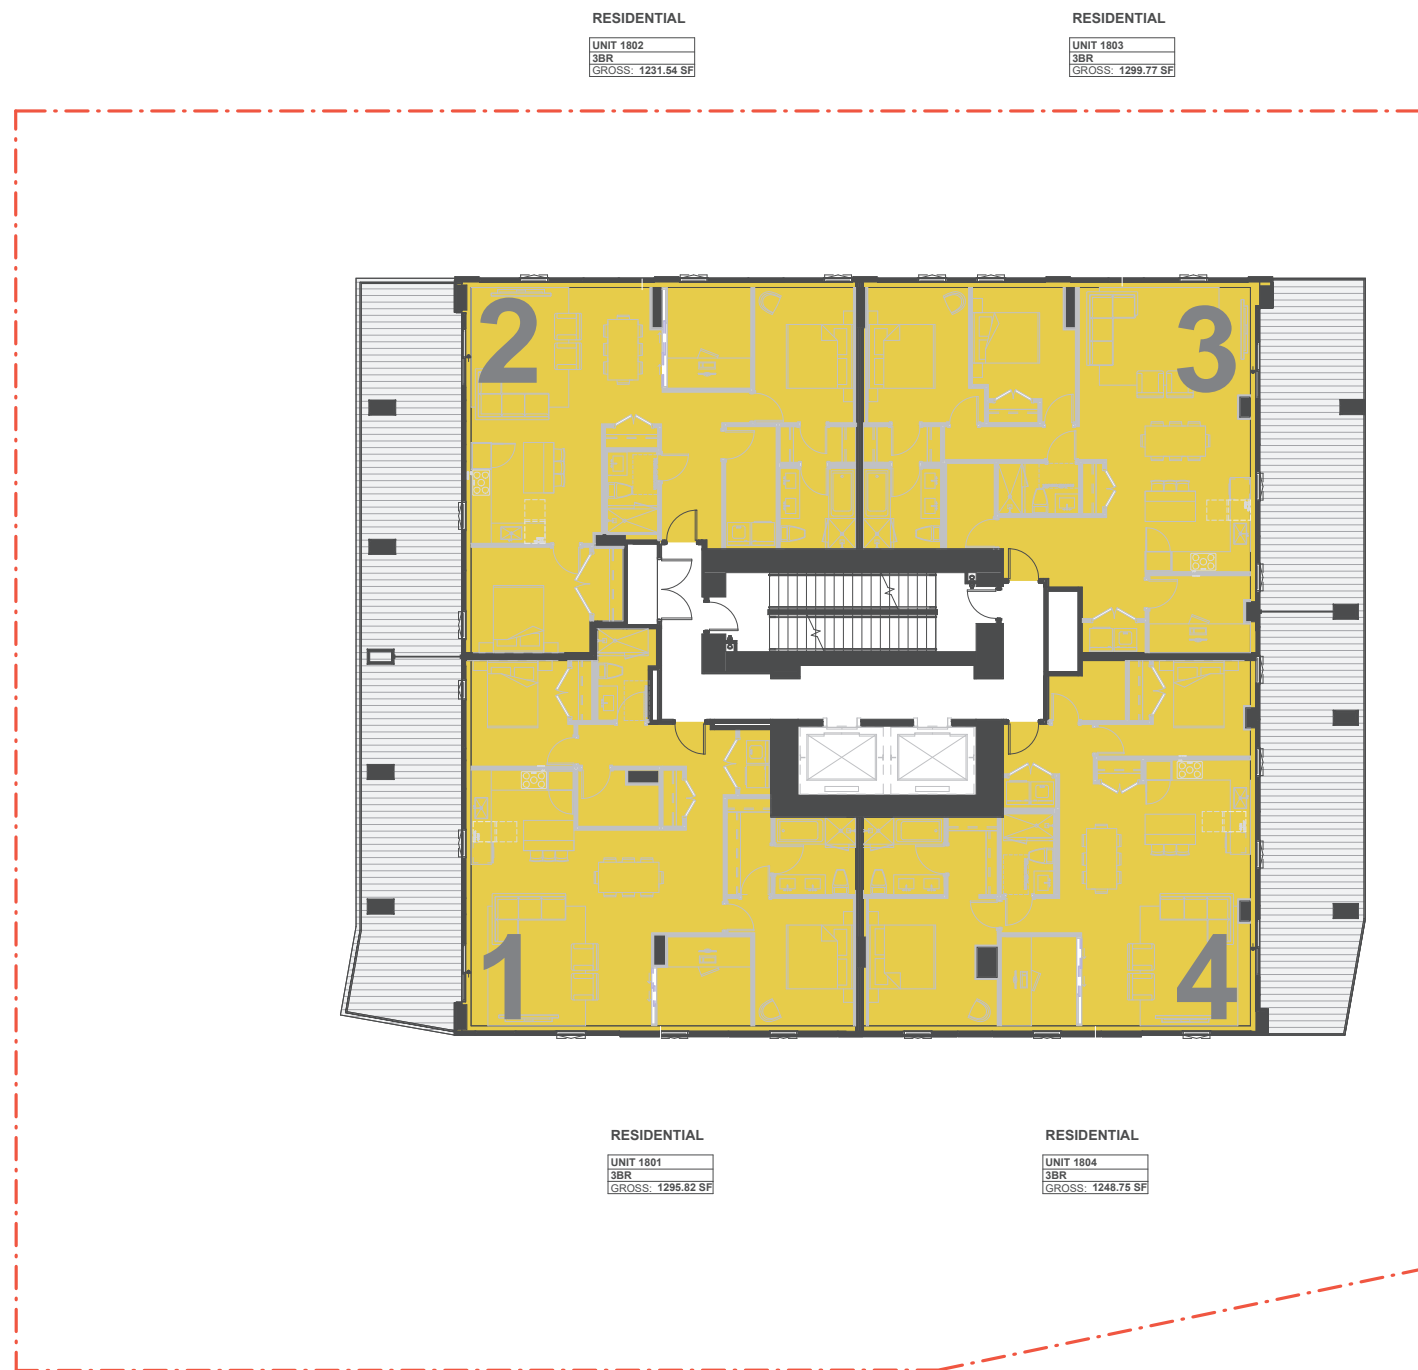 RESIDENTIAL
UNIT 1802
3BR
GROSS: 1231.54 SF
RESIDENTIAL
UNIT 1803
3BR
GROSS: 1299.77 SF
2
3
1
4
RESIDENTIAL
UNIT 1801
3BR
GROSS: 1295.82 SF
RESIDENTIAL
UNIT 1804
3BR
GROSS: 1248.75 SF